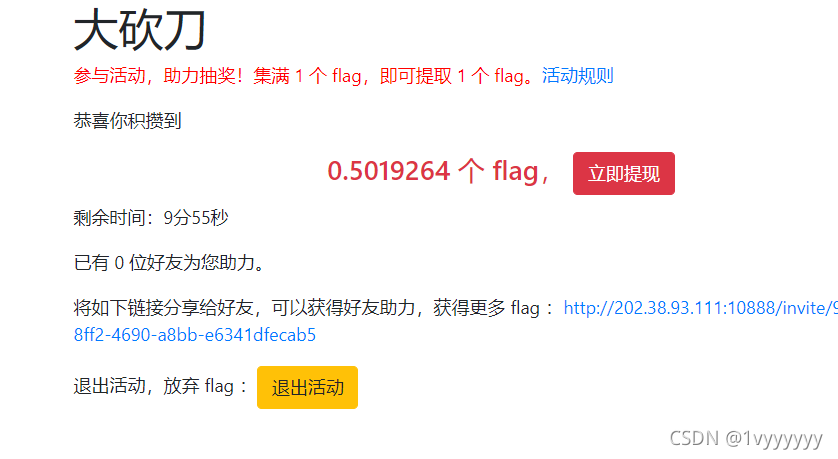 大砍刀
参与活动，助力抽奖！集满 1 个 flag，即可提取 1 个 flag。活动规则
恭喜你积攒到
0.5019264 个 flag， 立即提现
剩余时间：9分55秒
已有 0 位好友为您助力。
将如下链接分享给好友，可以获得好友助力，获得更多 flag ：http://202.38.93.111:10888/invite/9
8ff2-4690-a8bb-e6341dfecab5
退出活动，放弃 flag ： 退出活动
CSDN @1vyyyyyy